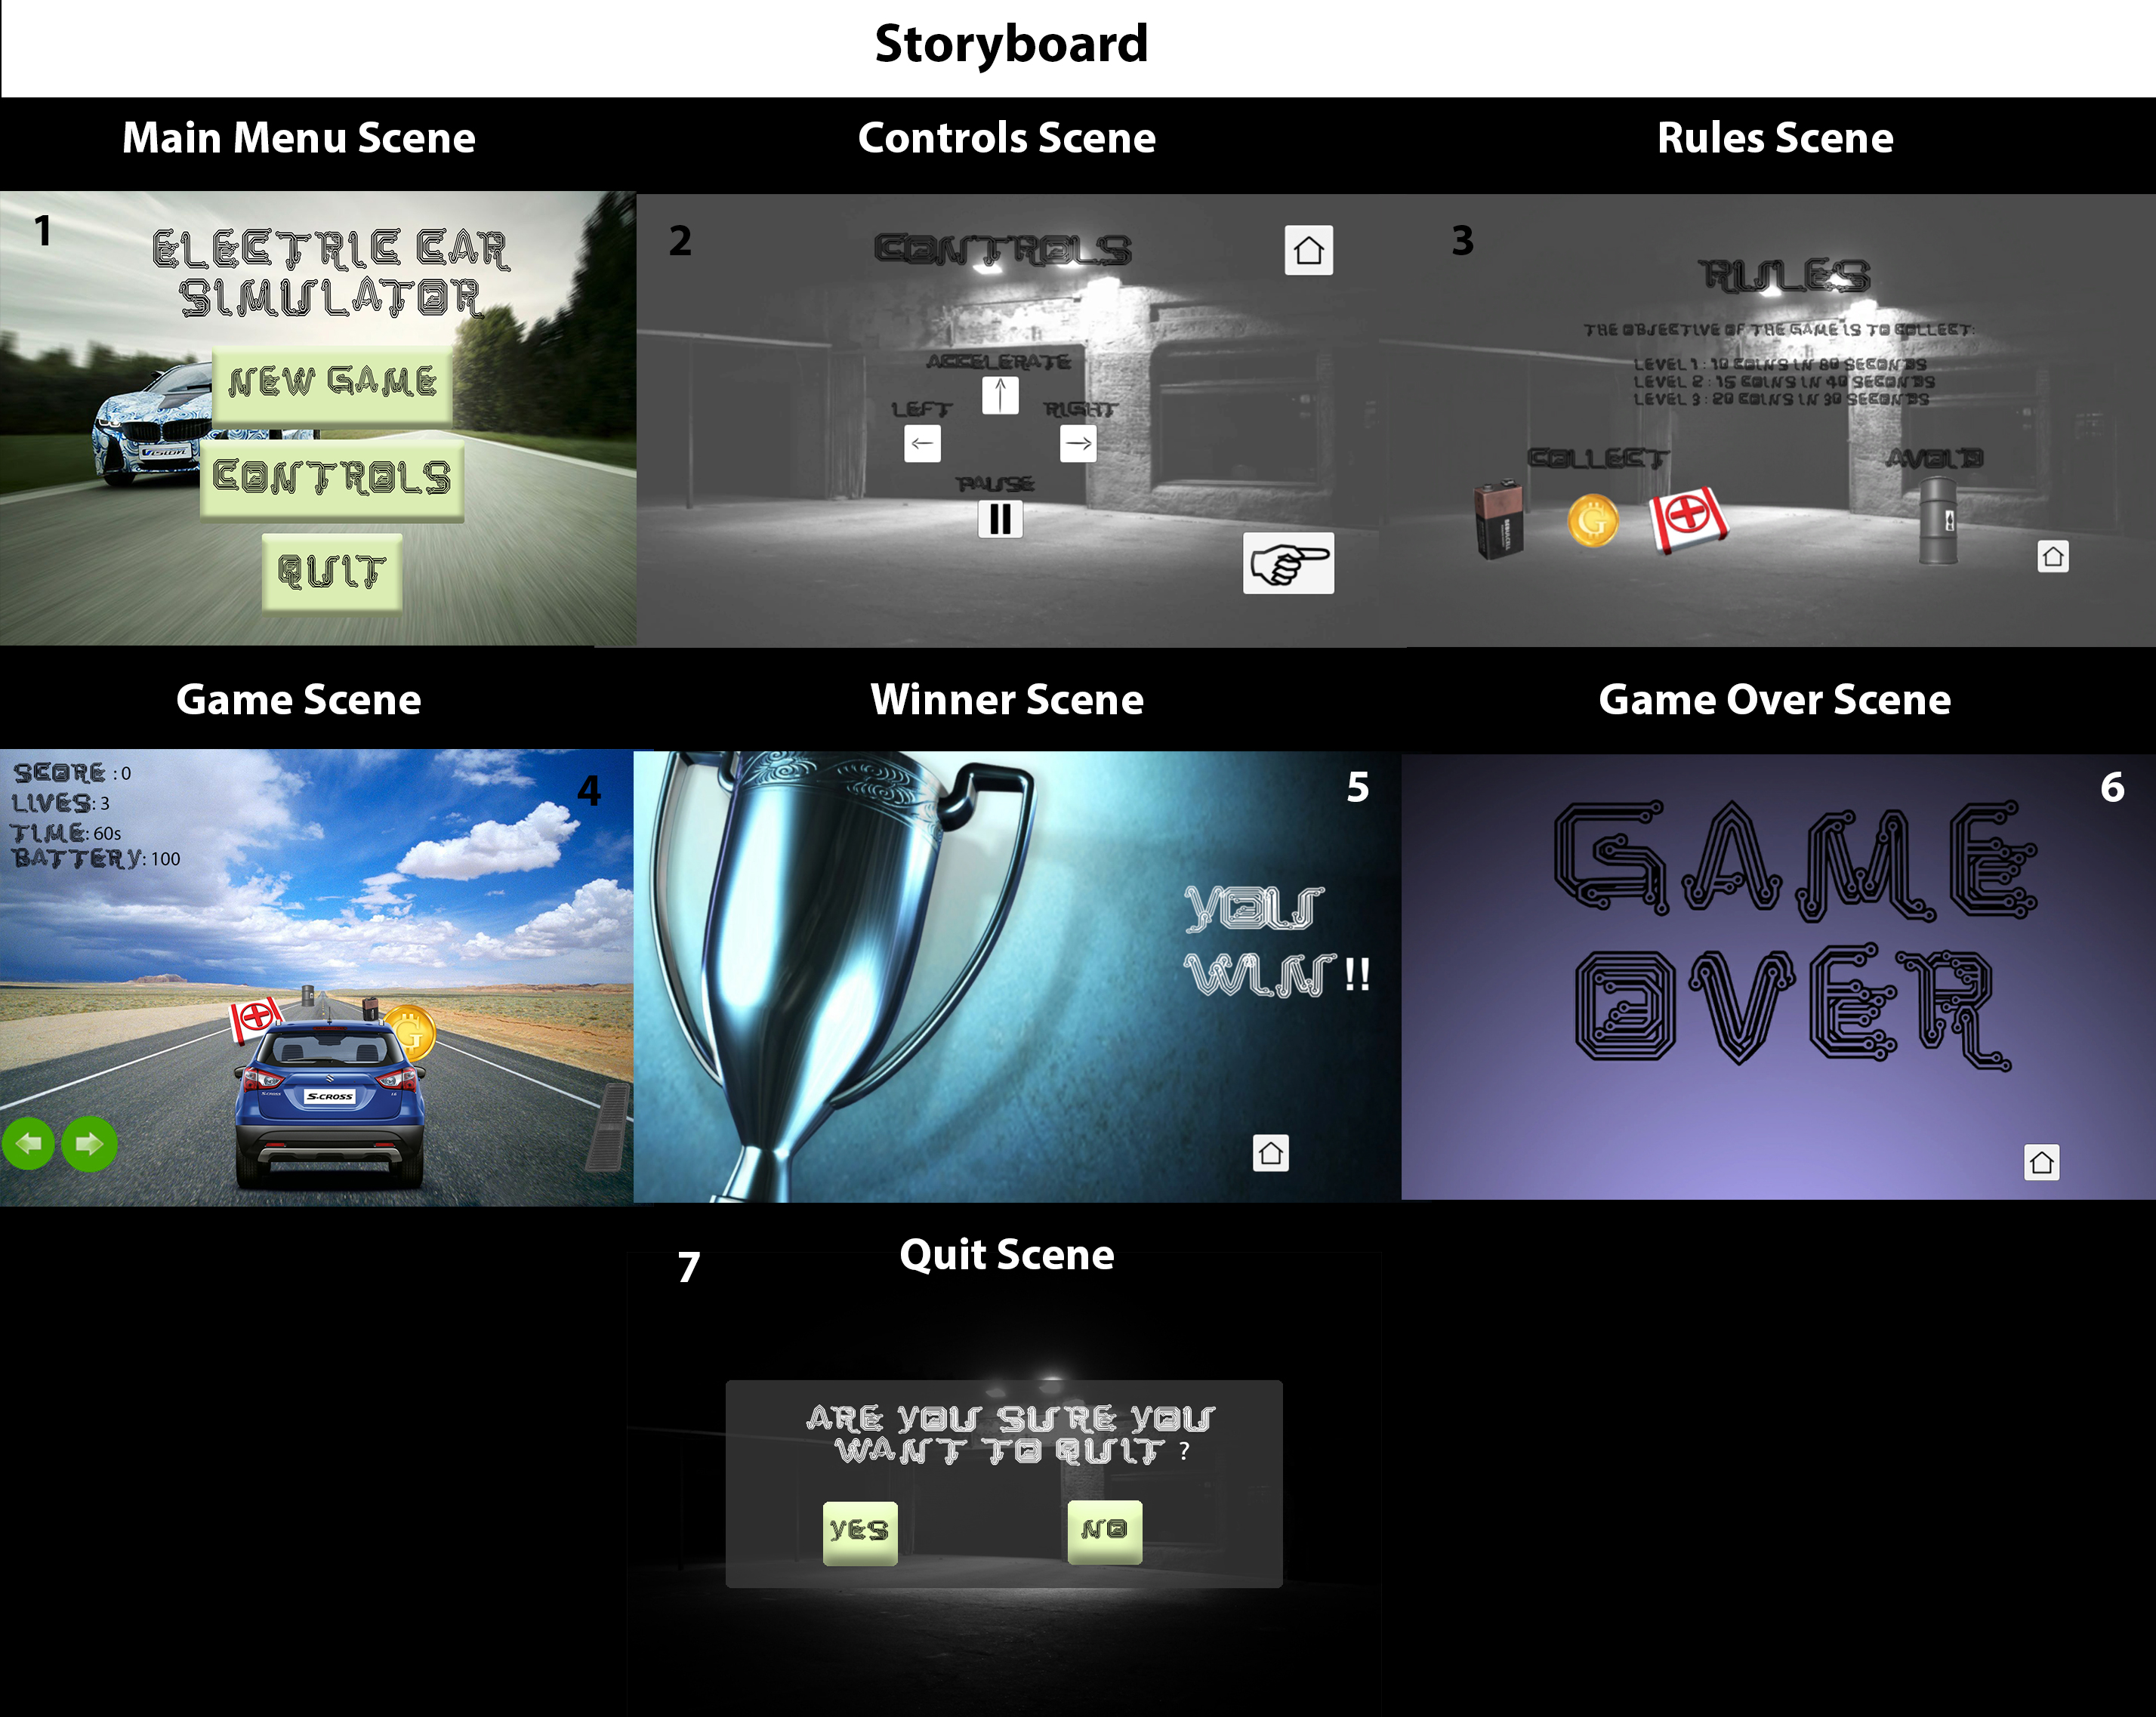 Storyboard
Main Menu Scene
Controls Scene
Rules Scene
1
ELECTRIC CAR
SIMULATOR
NEW GAME
CONTROLS
QUIT
2
CONTROLS
ACCELERATE
LEFT
RIGHT
PAUSE
3
RULES
THE OBJECTIVE OF THE GAME IS TO COLLECT:
LEVEL 1 : 10 COINS IN 80 SECONDS
LEVEL 2 : 15 COINS IN 40 SECONDS
LEVEL 3 : 20 COINS IN 30 SECONDS
COLLECT
AVOID
G
Game Scene
Winner Scene
Game Over Scene
SCORE : 0
LIVES: 3
TIME: 60s
BATTERY: 100
4
G
S-CROSS
5
YOU
WIN !!
6
GAME
OVER
Quit Scene
7
ARE YOU SURE YOU
WANT TO QUIT ?
YES
NO